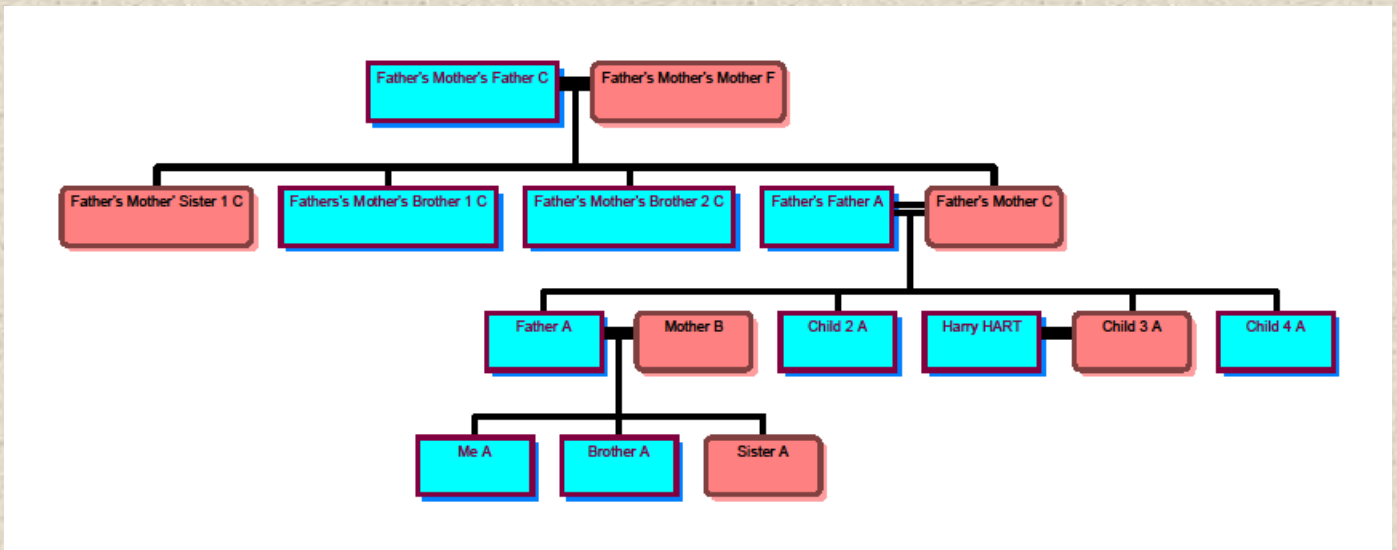 Father's Mother's Father C
Father's Mother's Mother F
Father's Mother' Sister 1 C
Fathers's Mother's Brother 1 C
Father's Mother's Brother 2 C
Father's Father A
Father's Mother C
Father A
Mother B
Child 2 A
Harry HART
Child 3 A
Child 4 A
Me A
Brother A
Sister A